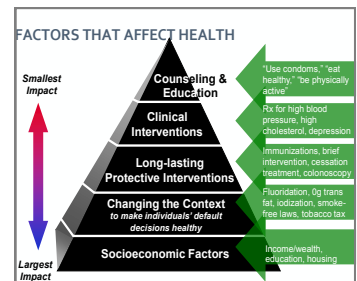 FACTORS THAT AFFECT HEALTH
Smallest
Impact
Counseling &
Education
"Use condoms," "eat
healthy," "be physically
active"
Clinical
Interventions
Rx for high blood
pressure, high
cholesterol, depression
Long-lasting
Protective Interventions
Immunizations, brief
intervention, cessation
treatment, colonoscopy
Changing the Context
to make individuals' default
decisions healthy
Fluoridation, 0g trans
fat, iodization, smoke-
free laws, tobacco tax
Socioeconomic Factors
Income/wealth,
education, housing
Largest
Impact